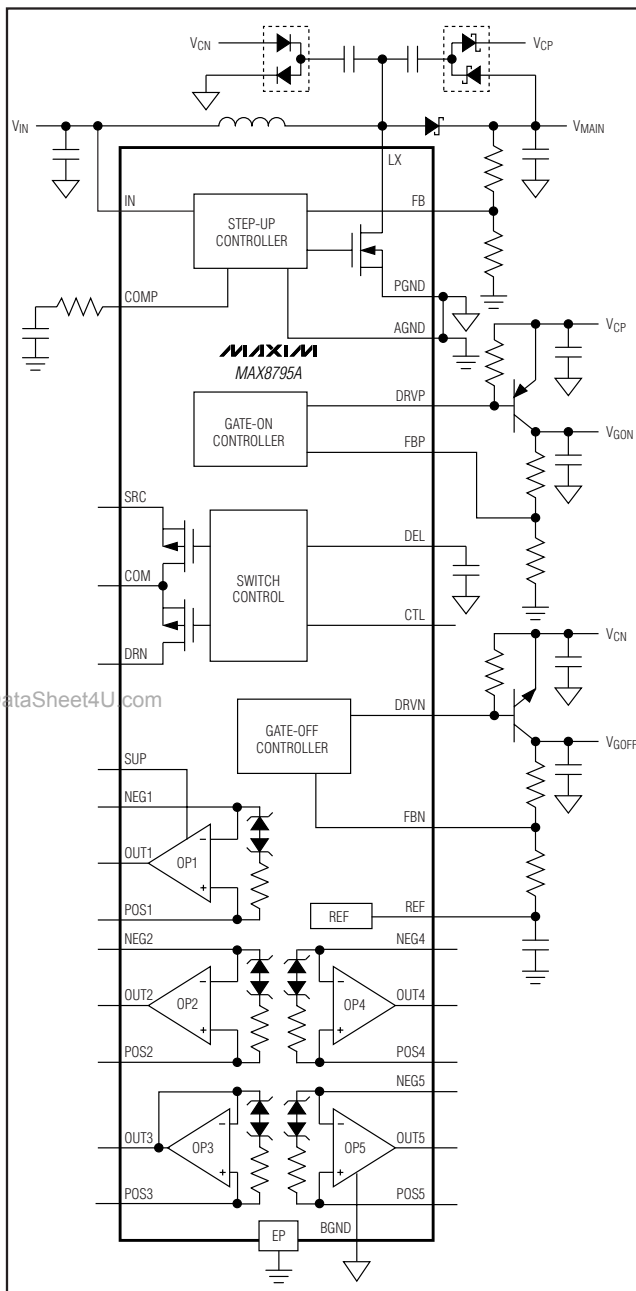 VCN
VCP
VIN
VMAIN
LX
IN
STEP-UP
CONTROLLER
FB
COMP
PGND
AGND
VCP
MAXIM
MAX8795A
DRVP
GATE-ON
CONTROLLER
FBP
VGON
SRC
DEL
COM
SWITCH
CONTROL
CTL
DRN
VCN
DRVN
GATE-OFF
CONTROLLER
VGOFF
ataSheet4U.com
SUP
NEG1
FBN
OUT1
OP1
POS1
REF
REF
NEG2
NEG4
OUT2
OP2
OP4
OUT4
POS2
POS4
NEG5
OUT3
OP3
OP5
OUT5
POS3
POS5
EP
BGND